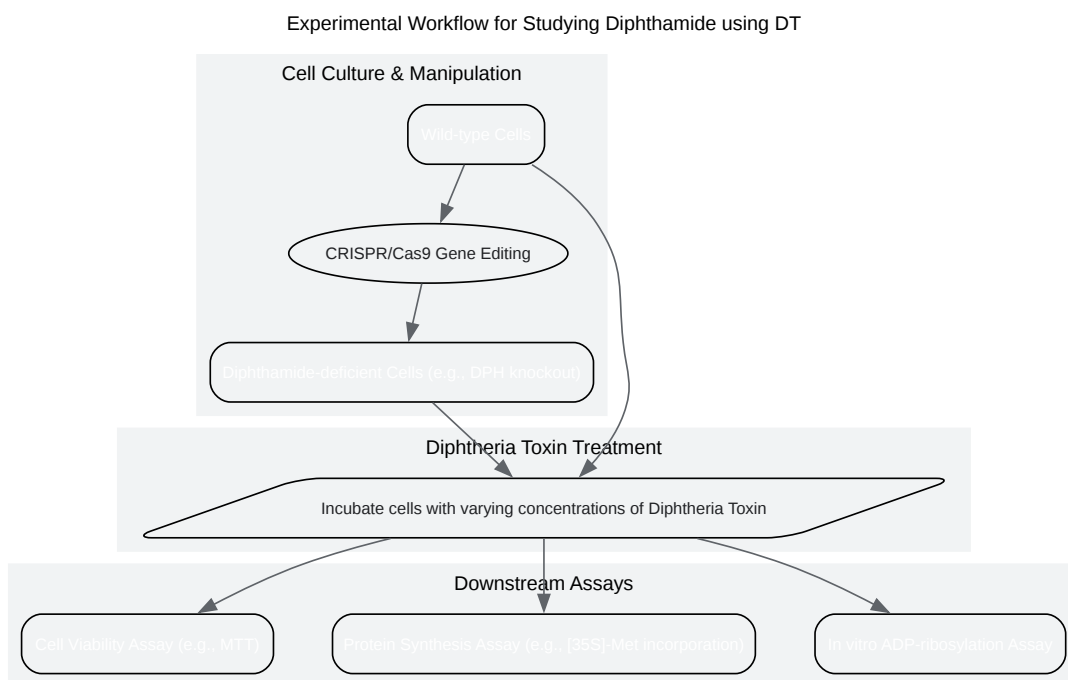 Experimental Workflow for Studying Diphthamide using DT
Cell Culture & Manipulation
Wild-type Cells
CRISPR/Cas9 Gene Editing
Diphthamide-deficient Cells (e.g., DPH knockout)
Diphtheria Toxin Treatment
Incubate cells with varying concentrations of Diphtheria Toxin
Downstream Assays
Cell Viability Assay (e.g., MTT)
Protein Synthesis Assay (e.g., [35S]-Met incorporation)
In vitro ADP-ribosylation Assay